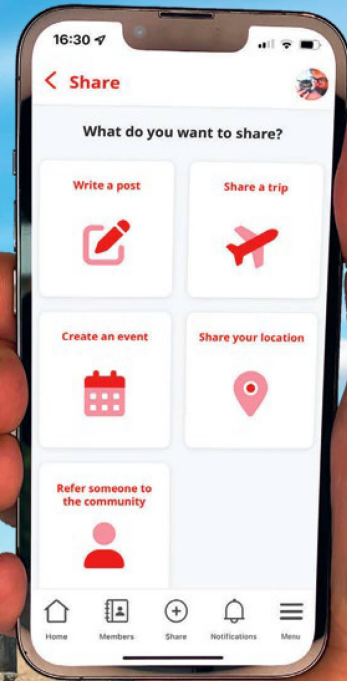 16:30
Share
What do you want to share?
Write a post
Share a trip
Create an event
Share your location
Refer someone to
the community
Home
Members
Share
Notifications
Menu